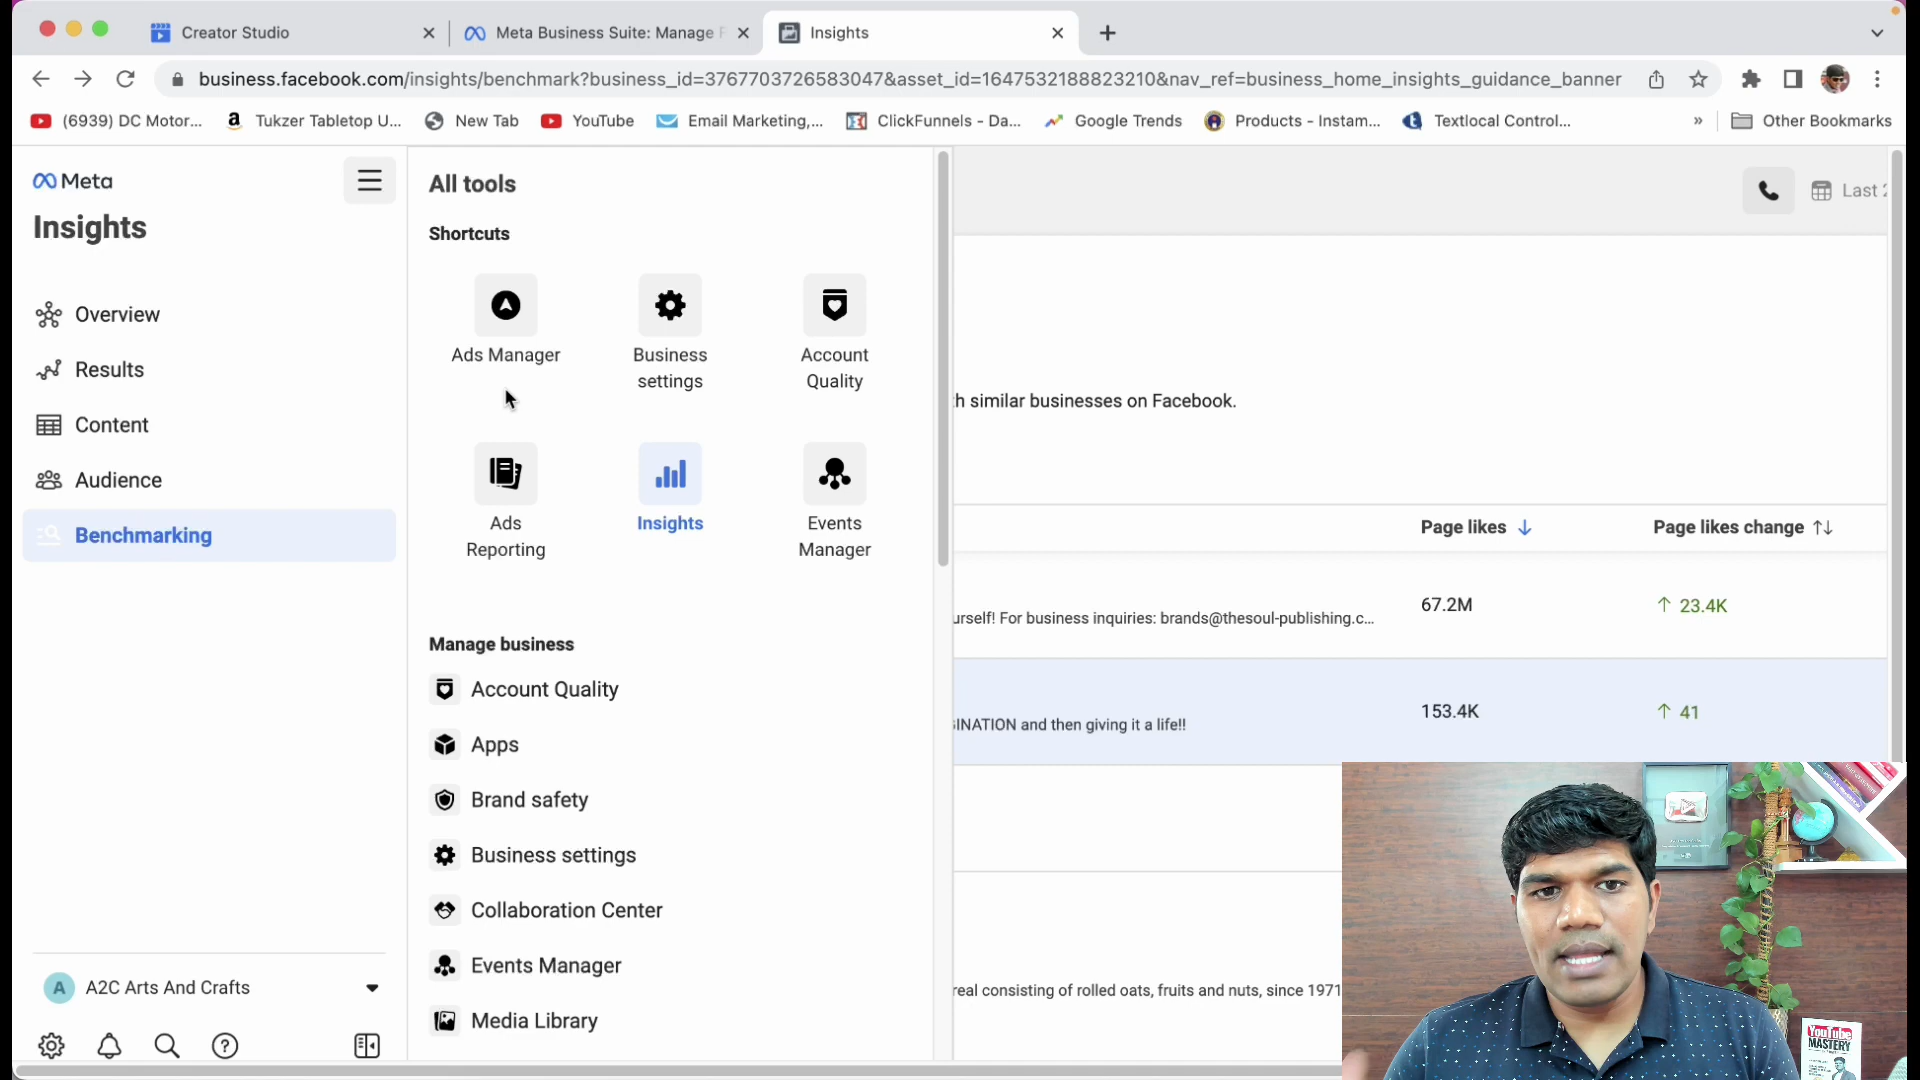 Creator Studio
Meta Business Suite: Manage
Insights
business.facebook.com/insights/benchmark?business_id=3767703726583047&asset_id=1647532188823210&nav_ref=business_home_insights_guidance_banner
(6939) DC Motor...
Tukzer Tabletop U...
New Tab
YouTube
Email Marketing,...
ClickFunnels - Da...
Google Trends
Products - Instam...
Textlocal Control...
»
Other Bookmarks
Meta
Insights
Overview
Results
Content
Audience
Benchmarking
A2C Arts And Crafts
All tools
Shortcuts
Ads Manager
Business
settings
Account
Quality
Ads
Reporting
Insights
Events
Manager
Manage business
Account Quality
Apps
Brand safety
Business settings
Collaboration Center
Events Manager
Media Library
Last
h similar businesses on Facebook.
Page likes
Page likes change
67.2M
23.4K
urself! For business inquiries: brands@thesoul-publishing.c...
153.4K
41
GINATION and then giving it a life!!
real consisting of rolled oats, fruits and nuts, since 1971
YouTube
MASTERY